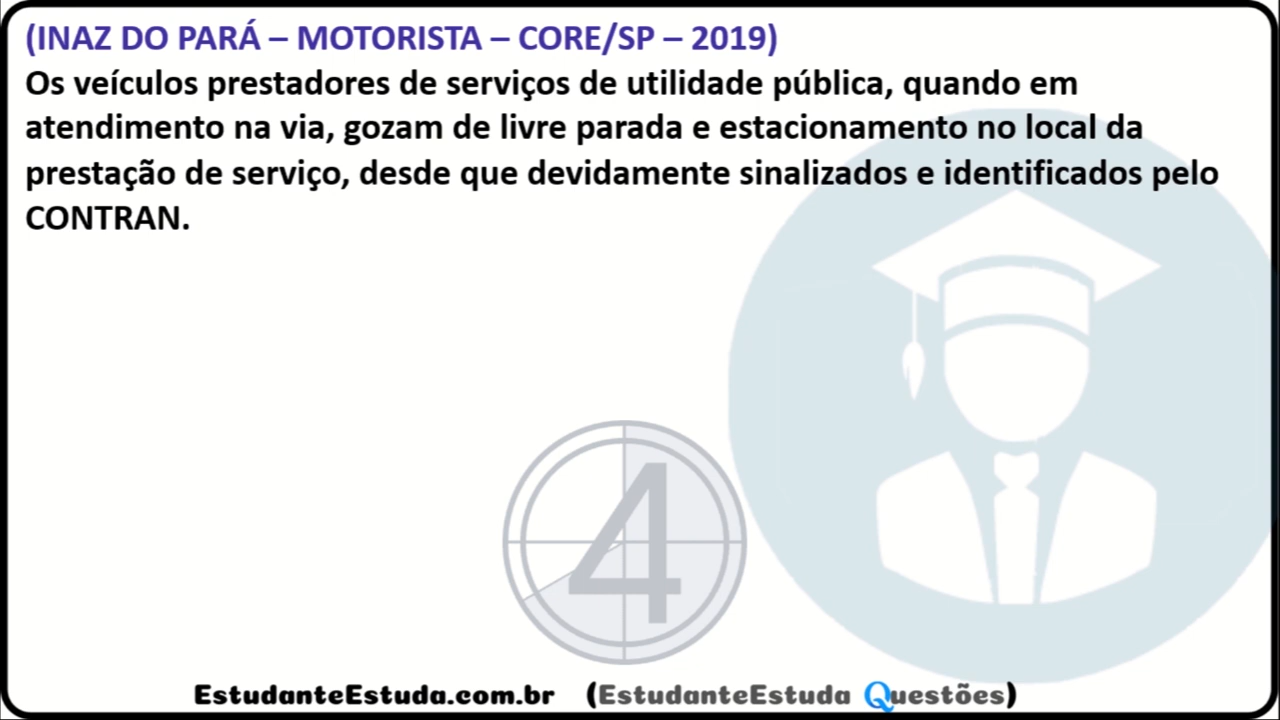 (INAZ DO PARÁ – MOTORISTA – CORE/SP – 2019)
Os veículos prestadores de serviços de utilidade pública, quando em
atendimento na via, gozam de livre parada e estacionamento no local da
prestação de serviço, desde que devidamente sinalizados e identificados pelo
CONTRAN.
4
EstudanteEstuda.com.br (EstudanteEstuda Questões)